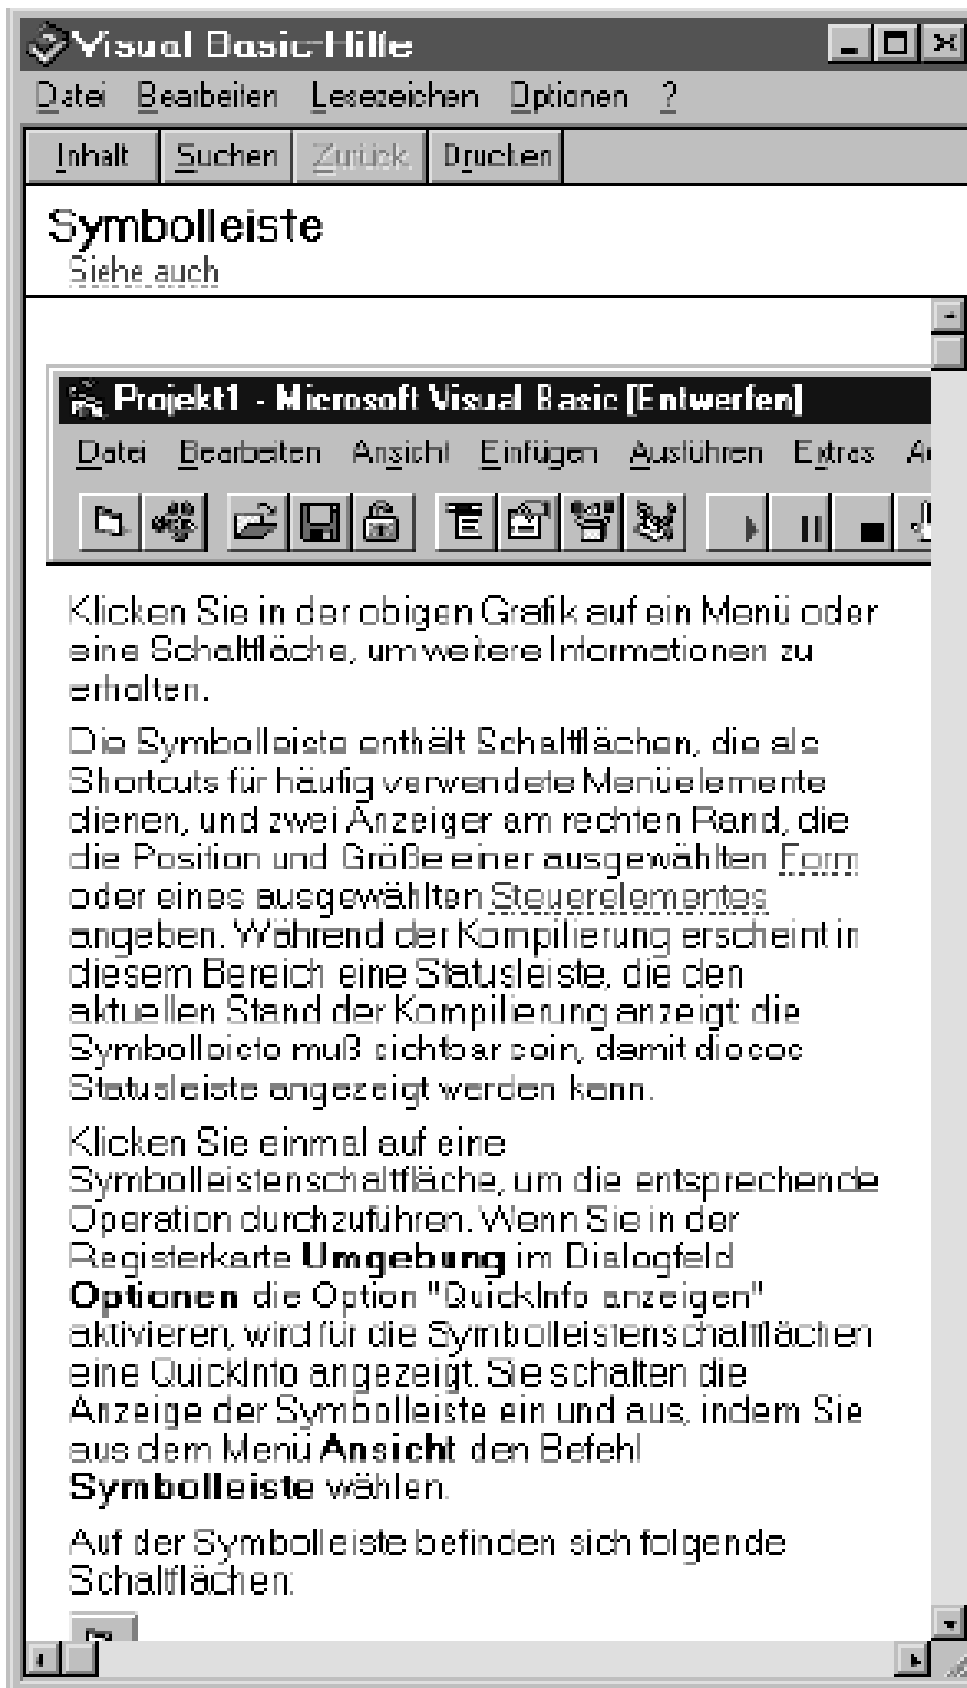 Visual Basic-Hilfe
Datei Bearbeiten Lesezeichen Optionen ?
Inhalt Suchen Zurück Drucken
Symbolleiste
Siehe auch
Projekt1 - Microsoft Visual Basic [Entwerfen]
Datei Bearbeiten Ansicht Einfügen Ausführen Extras
Klicken Sie in der obigen Grafik auf ein Menü oder
eine Schaltfläche, um weitere Informationen zu
erhalten.
Die Symbolleiste enthält Schaltflächen, die als
Shortcuts für häufig verwendete Menüelemente
dienen, und zwei Anzeiger am rechten Rand, die
die Position und Größe einer ausgewählten Form
oder eines ausgewählten Steuerelementes
angeben. Während der Kompilierung erscheint in
diesem Bereich eine Statusleiste, die den
aktuellen Stand der Kompilierung anzeigt; die
Symbolleiste muß sichtbar sein, damit dieses
Statusleiste angezeigt werden kann.
Klicken Sie einmal auf eine
Symbolleistenschaltfläche, um die entsprechende
Operation durchzuführen. Wenn Sie in der
Registerkarte Umgebung im Dialogfeld
Optionen die Option "QuickInfo anzeigen"
aktivieren, wird für die Symbolleistenschaltflächen
eine QuickInfo angezeigt. Sie schalten die
Anzeige der Symbolleiste ein und aus, indem Sie
aus dem Menü Ansicht den Befehl
Symbolleiste wählen.
Auf der Symbolleiste befinden sich folgende
Schaltflächen: